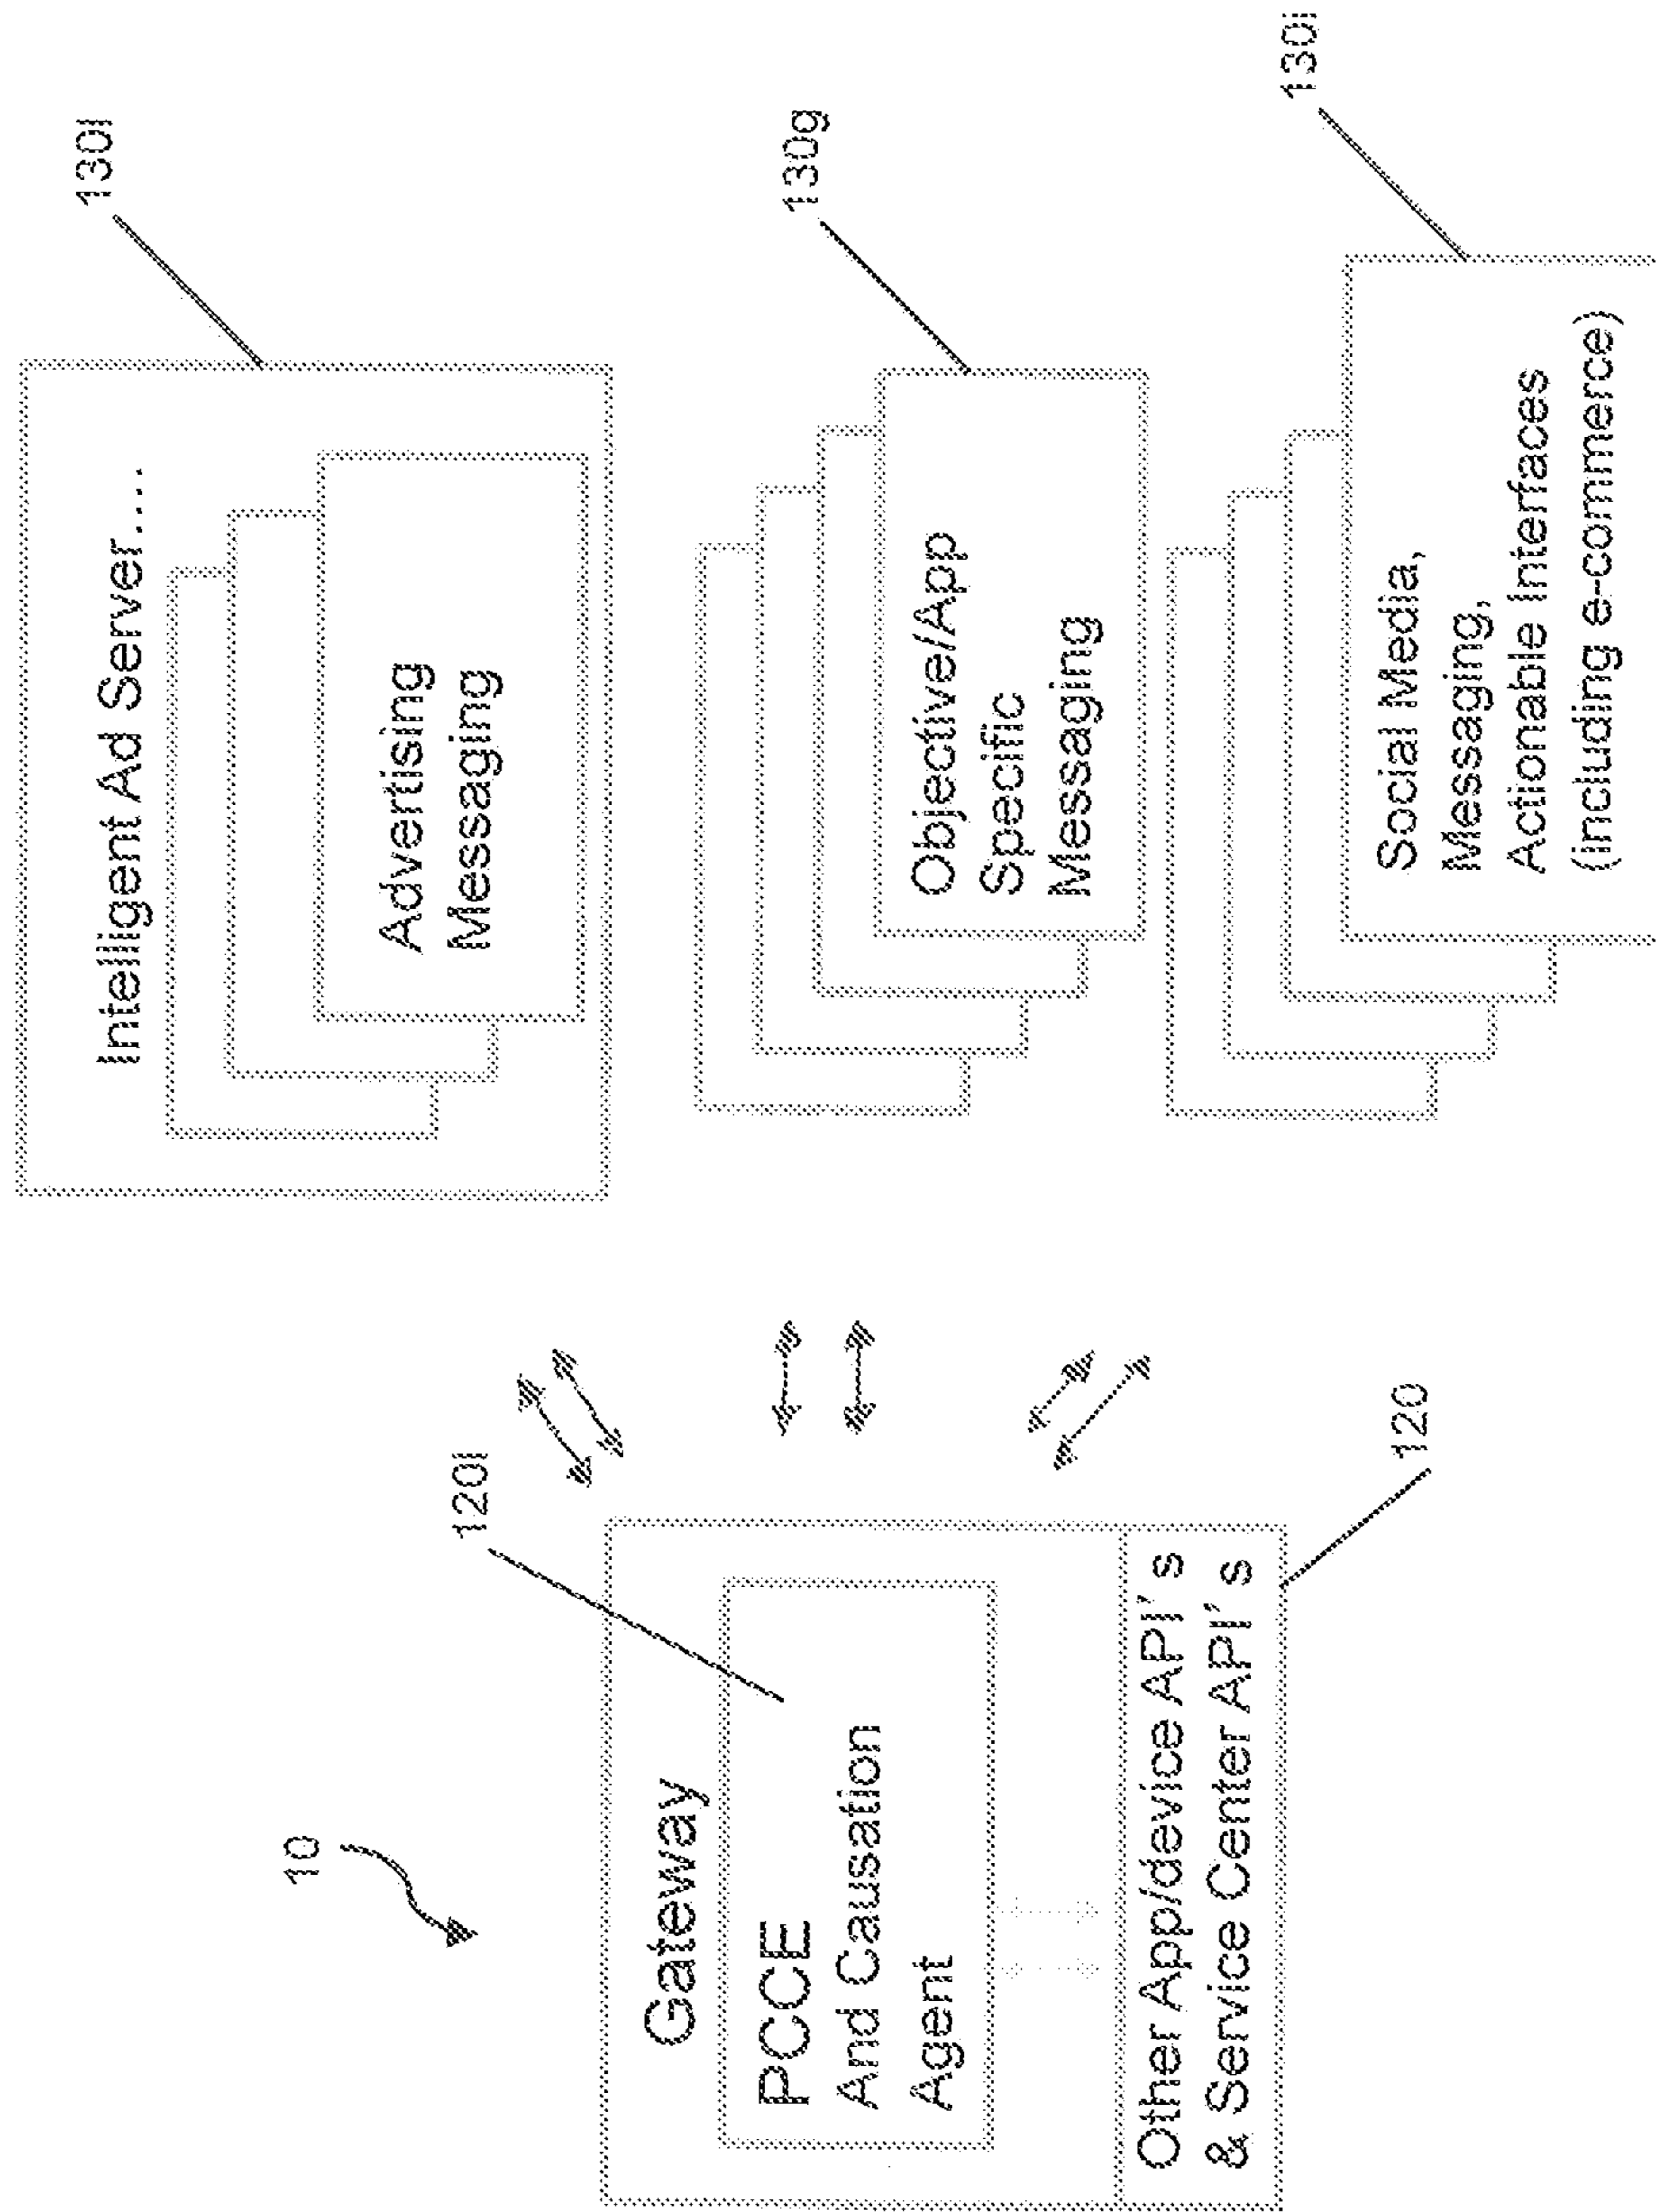 10
Gateway
PCCE
And Causation
Agent
120l
Other App/device API's
& Service Center API's
120
130l
Intelligent Ad Server....
Advertising
Messaging
130g
Objective/App
Specific
Messaging
130i
Social Media,
Messaging,
Actionable Interfaces
(including e-commerce)